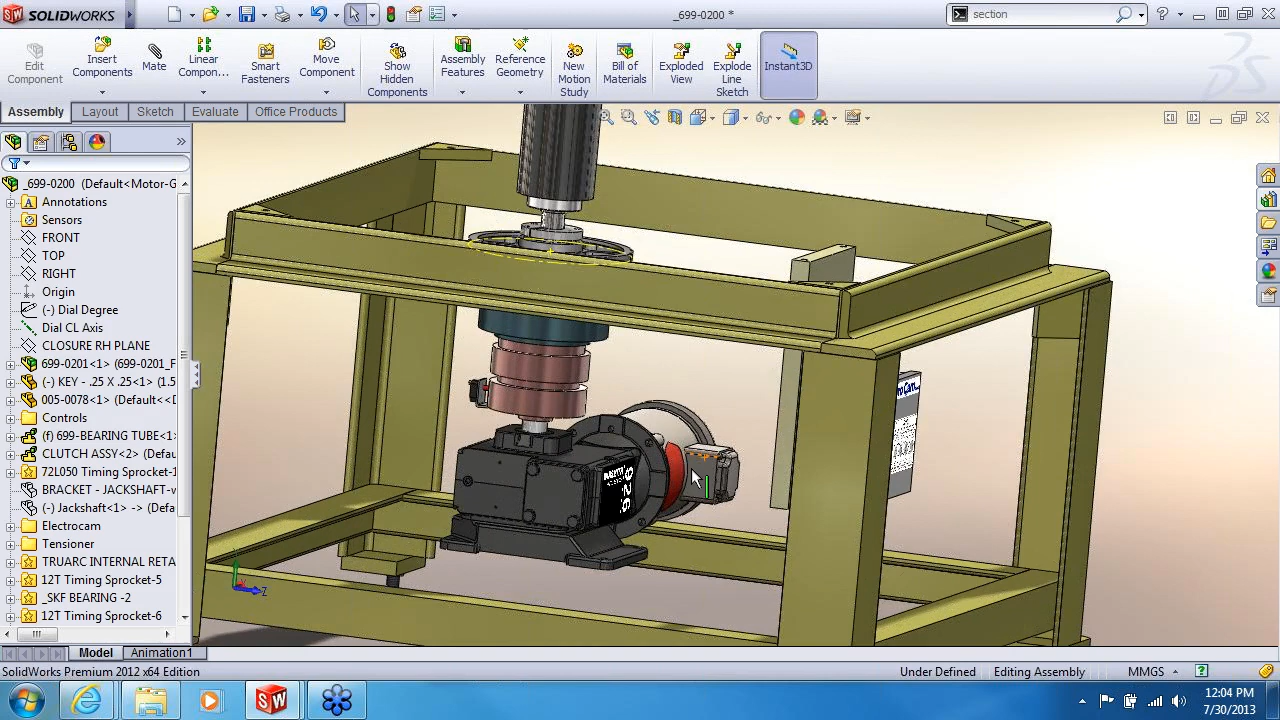 SOLIDWORKS
_699-0200 *
section
Edit Component
Insert Components
Mate
Linear Compon...
Smart Fasteners
Move Component
Show Hidden Components
Assembly Features
Reference Geometry
New Motion Study
Bill of Materials
Exploded View
Explode Line Sketch
Instant3D
Assembly
Layout
Sketch
Evaluate
Office Products
_699-0200 (Default<Motor-G
Annotations
Sensors
FRONT
TOP
RIGHT
Origin
(-) Dial Degree
Dial CL Axis
CLOSURE RH PLANE
699-0201<1> (699-0201_F
(-) KEY - .25 X .25<1> (1.5
005-0078<1> (Default<<D
Controls
(f) 699-BEARING TUBE<1>
CLUTCH ASSY<2> (Defau
72L050 Timing Sprocket-1
BRACKET - JACKSHAFT-v
(-) Jackshaft<1> -> (Defa
Electrocam
Tensioner
TRUARC INTERNAL RETA
12T Timing Sprocket-5
_SKF BEARING -2
12T Timing Sprocket-6
Z
Model
Animation1
SolidWorks Premium 2012 x64 Edition
Under Defined
Editing Assembly
MMGS
12:04 PM
7/30/2013